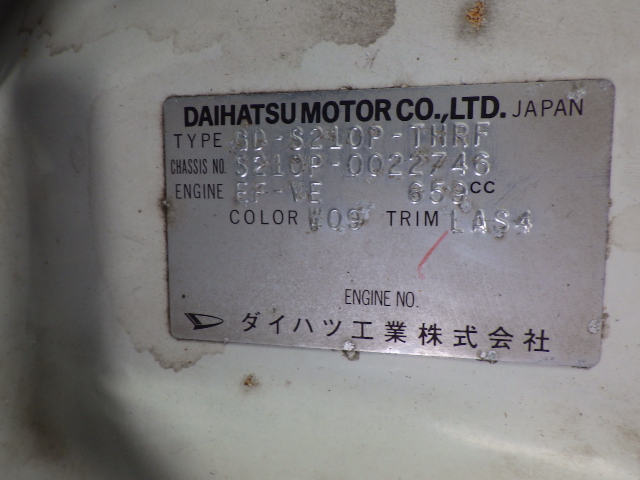 DAIHATSU MOTOR CO., LTD. JAPAN
TYPE GD-S210P-THRF
CHASSIS NO. S210P-0022746
ENGINE EF-VE 659 CC
COLOR W09 TRIM LAS4
ENGINE NO.
ダイハツ工業株式会社